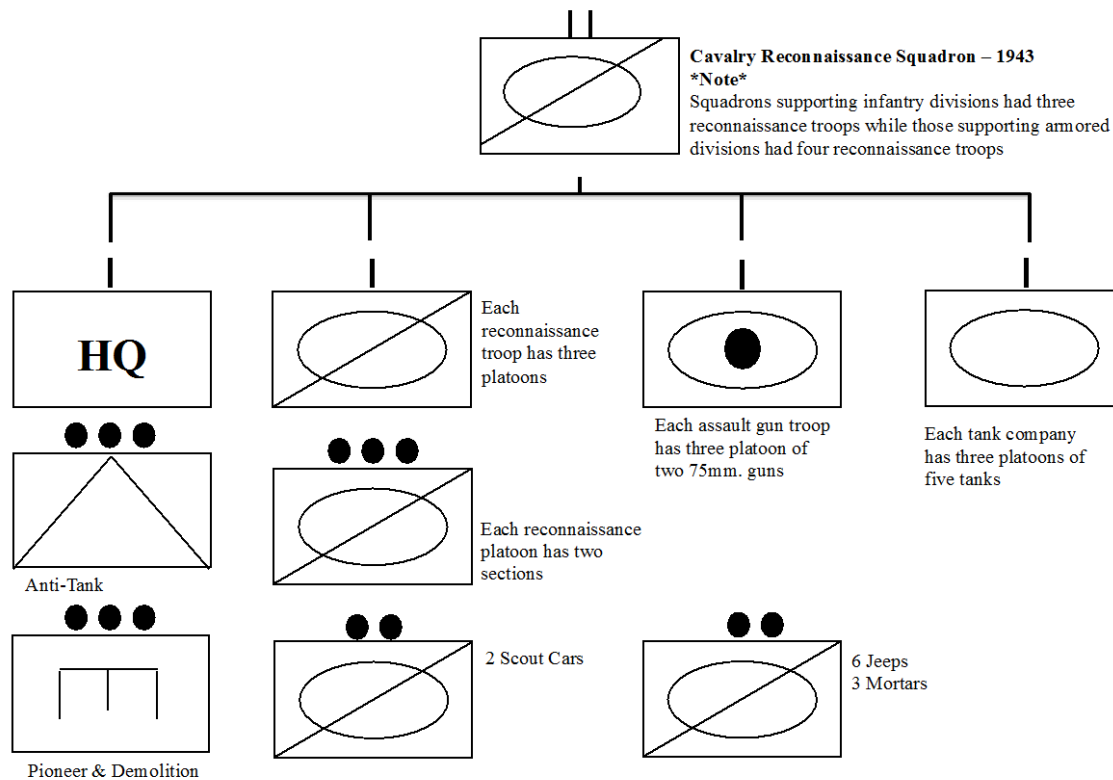 Cavalry Reconnaissance Squadron – 1943
*Note*
Squadrons supporting infantry divisions had three
reconnaissance troops while those supporting armored
divisions had four reconnaissance troops
HQ
Each
reconnaissance
troop has three
platoons
Each assault gun troop
has three platoon of
two 75mm. guns
Each tank company
has three platoons of
five tanks
Anti-Tank
Each reconnaissance
platoon has two
sections
Pioneer & Demolition
2 Scout Cars
6 Jeeps
3 Mortars